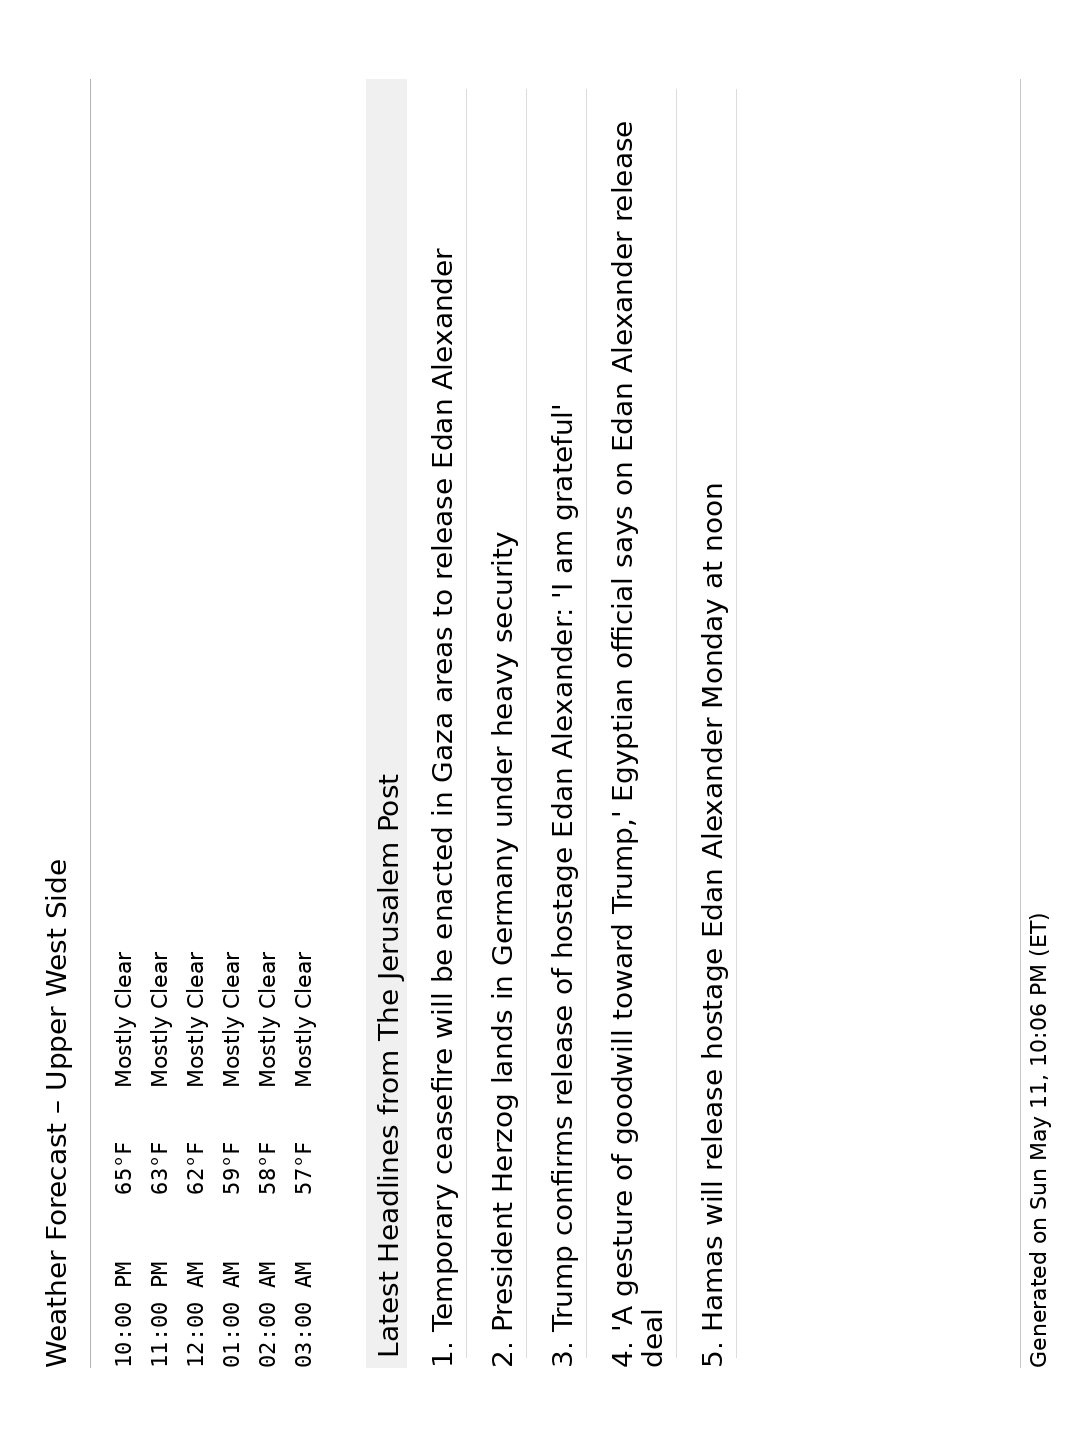 Weather Forecast – Upper West Side
10:00 PM 65°F Mostly Clear
11:00 PM 63°F Mostly Clear
12:00 AM 62°F Mostly Clear
01:00 AM 59°F Mostly Clear
02:00 AM 58°F Mostly Clear
03:00 AM 57°F Mostly Clear
Latest Headlines from The Jerusalem Post
1. Temporary ceasefire will be enacted in Gaza areas to release Edan Alexander
2. President Herzog lands in Germany under heavy security
3. Trump confirms release of hostage Edan Alexander: 'I am grateful'
4. 'A gesture of goodwill toward Trump,' Egyptian official says on Edan Alexander release
deal
5. Hamas will release hostage Edan Alexander Monday at noon
Generated on Sun May 11, 10:06 PM (ET)